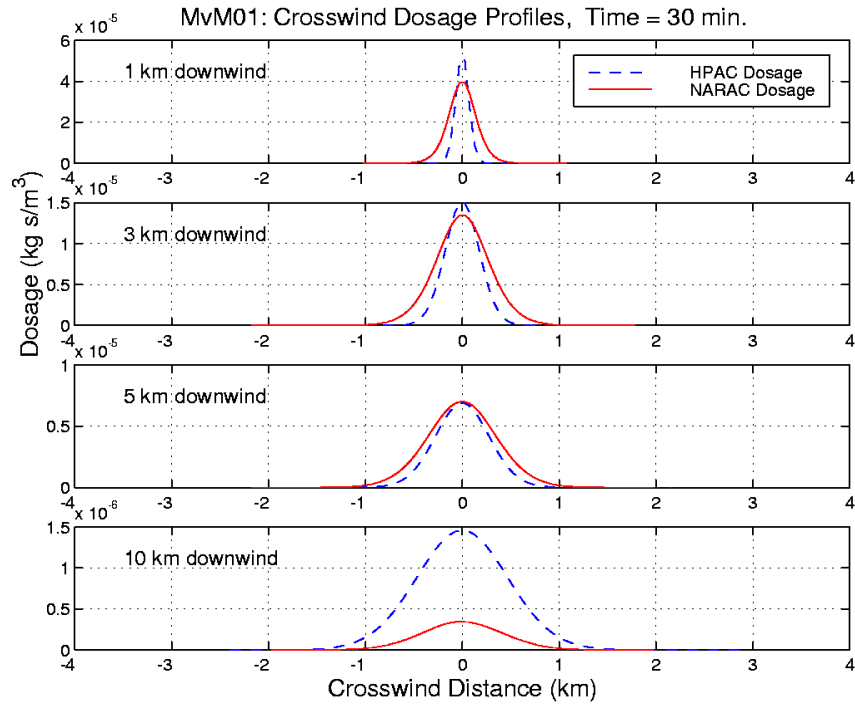 MvM01: Crosswind Dosage Profiles, Time = 30 min.
x 10^-5
6
4
2
0
1 km downwind
HPAC Dosage
NARAC Dosage
-4 -3 -2 -1 0 1 2 3 4
x 10^-5
1.5
1
0.5
0
3 km downwind
-4 -3 -2 -1 0 1 2 3 4
Dosage (kg s/m^3)
x 10^-5
1
0.5
0
5 km downwind
-4 -3 -2 -1 0 1 2 3 4
x 10^-6
1.5
1
0.5
0
10 km downwind
-4 -3 -2 -1 0 1 2 3 4
Crosswind Distance (km)